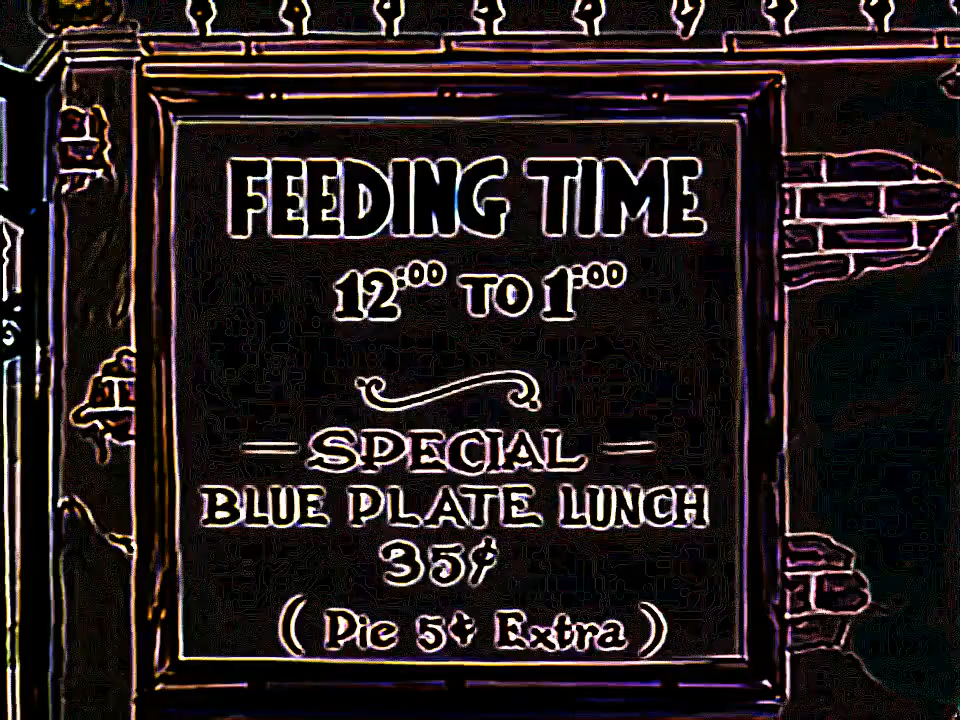 FEEDING TIME
12:00 TO 1:00
— SPECIAL —
BLUE PLATE LUNCH
35¢
( Pie 5¢ Extra )